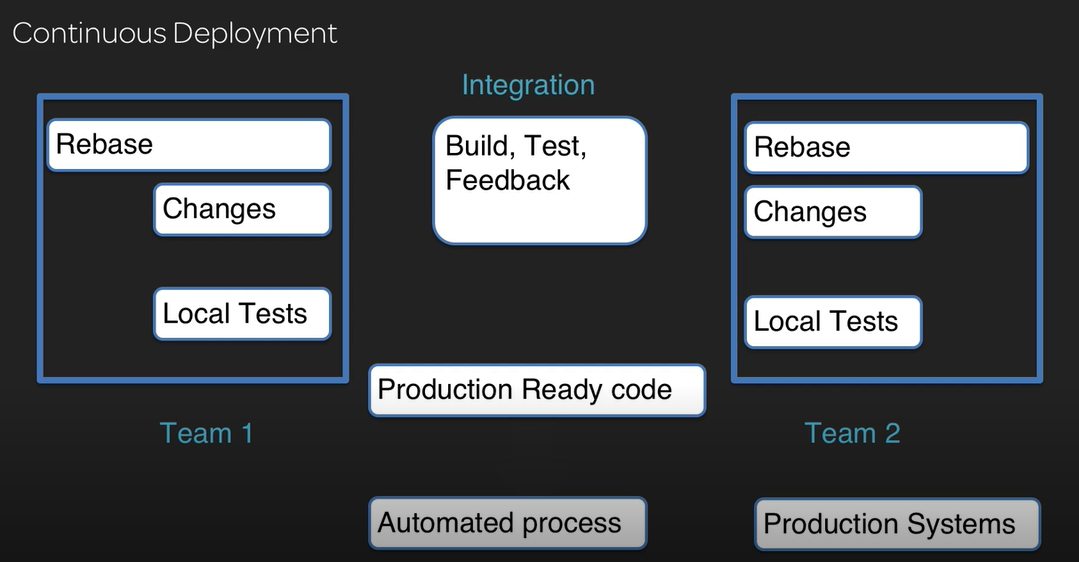 Continuous Deployment
Integration
Rebase
Changes
Local Tests
Team 1
Build, Test,
Feedback
Production Ready code
Rebase
Changes
Local Tests
Team 2
Automated process
Production Systems